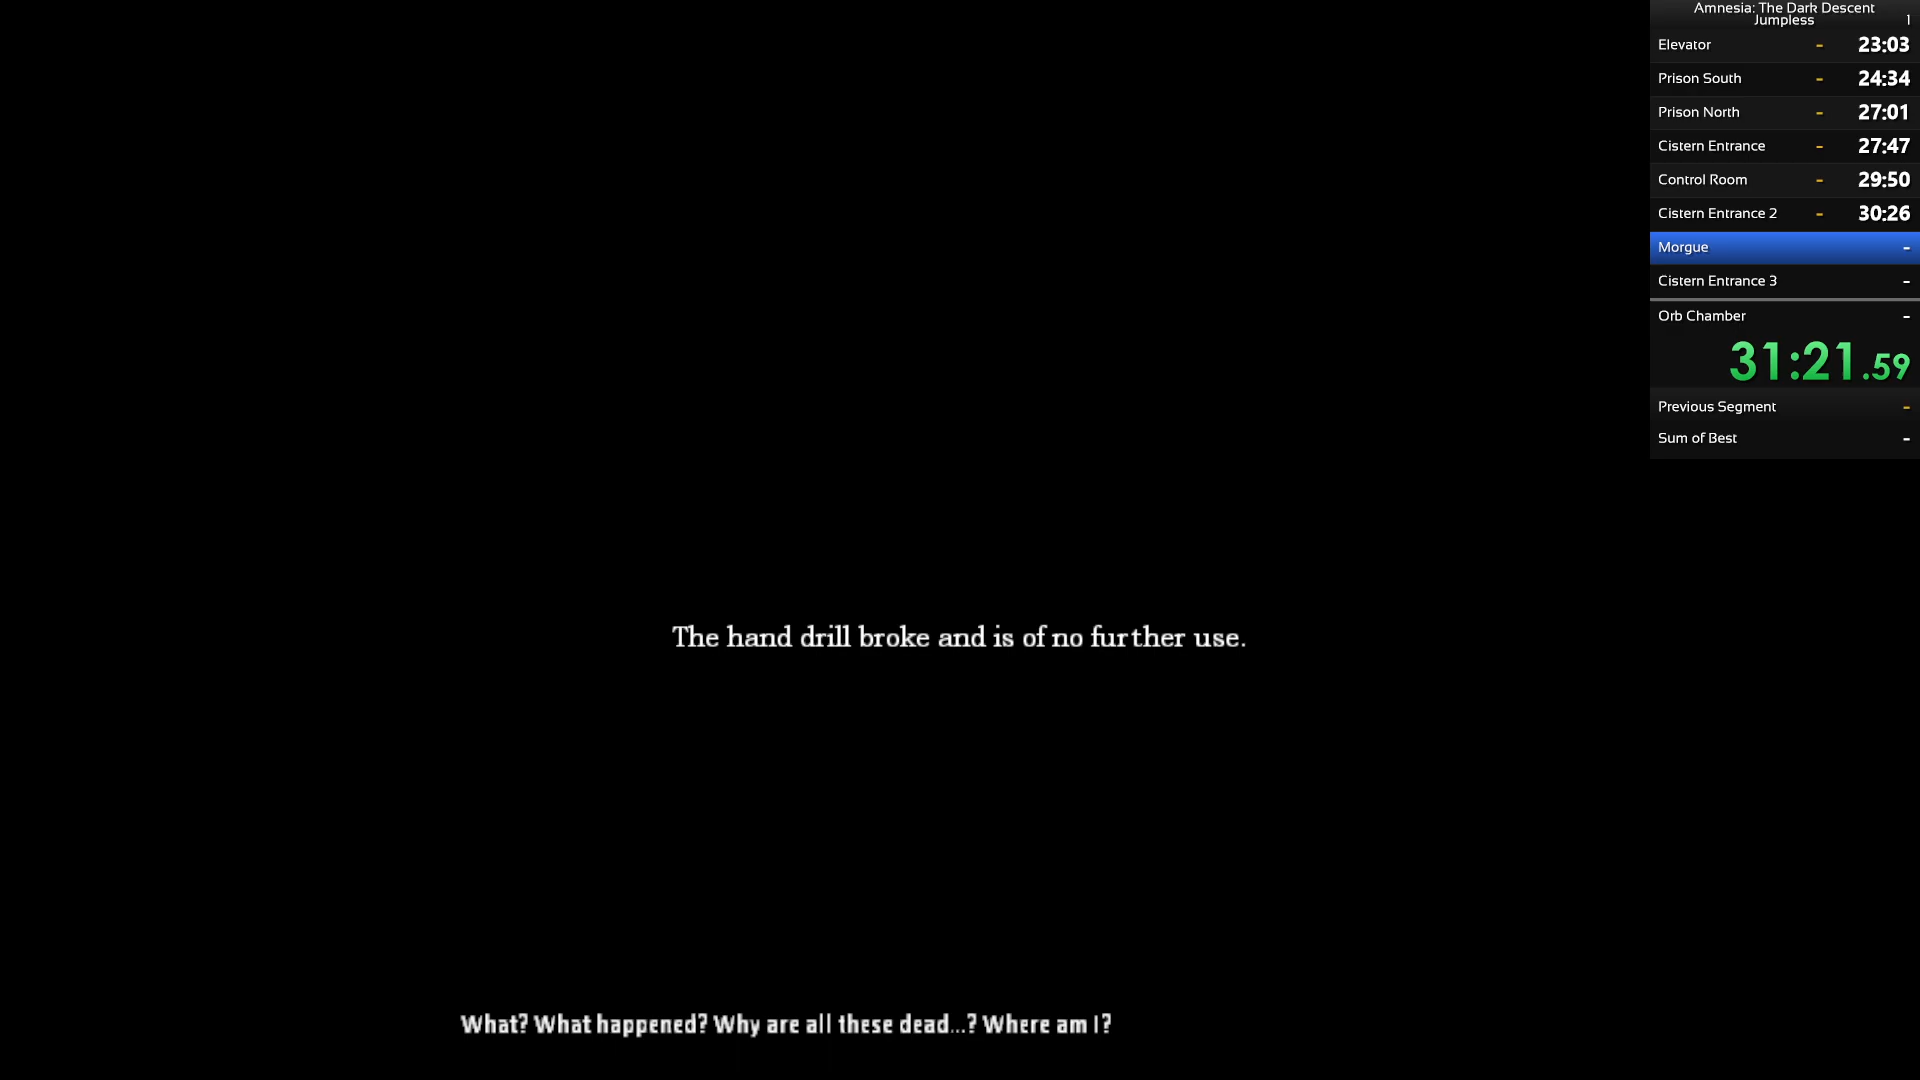 Amnesia: The Dark Descent
Jumpless 1
Elevator - 23:03
Prison South - 24:34
Prison North - 27:01
Cistern Entrance - 27:47
Control Room - 29:50
Cistern Entrance 2 - 30:26
Morgue -
Cistern Entrance 3 -
Orb Chamber -
31:21.59
Previous Segment -
Sum of Best -
The hand drill broke and is of no further use.
What? What happened? Why are all these dead...? Where am I?